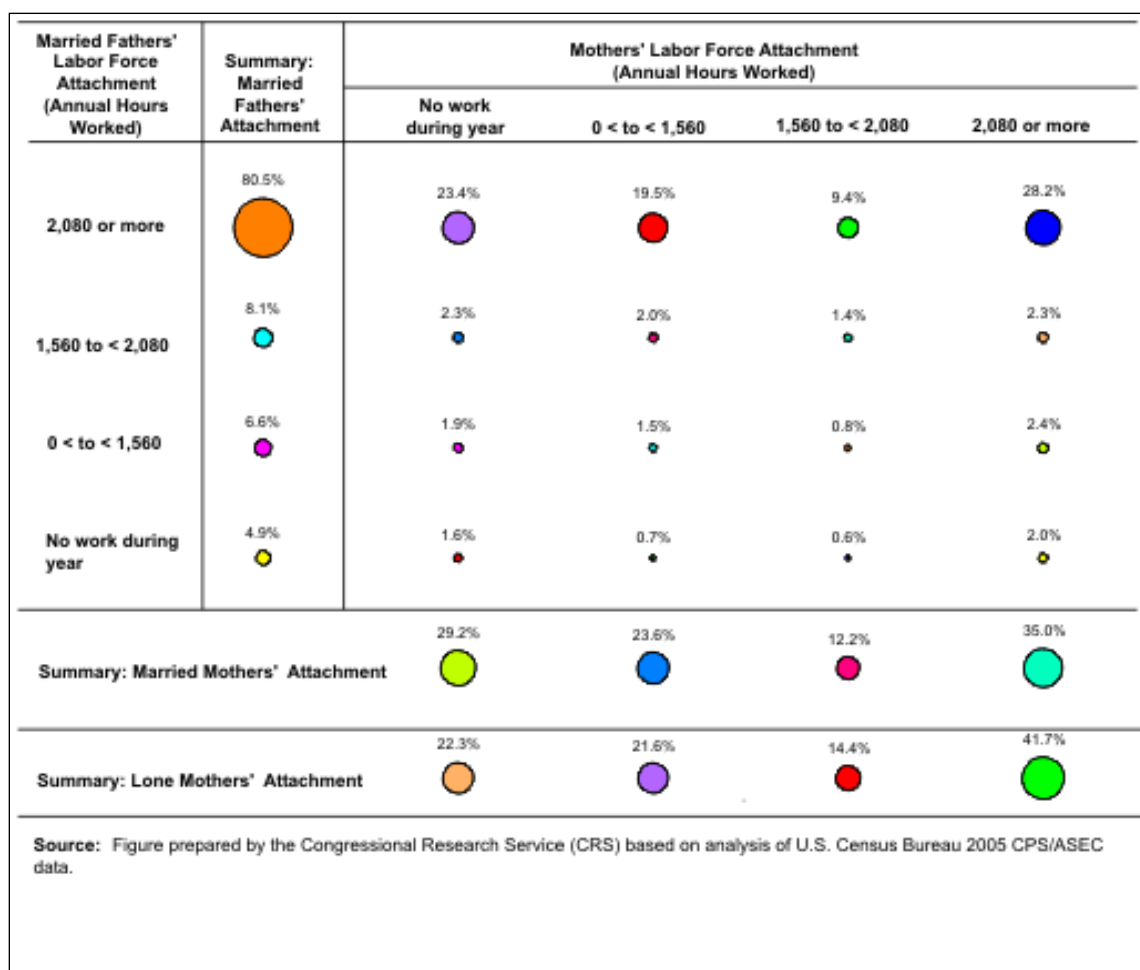 Married Fathers'
Labor Force
Attachment
(Annual Hours
Worked)
Summary:
Married
Fathers'
Attachment
Mothers' Labor Force Attachment
(Annual Hours Worked)
No work
during year
0 < to < 1,560
1,560 to < 2,080
2,080 or more
2,080 or more
80.5%
23.4%
19.5%
9.4%
28.2%
1,560 to < 2,080
8.1%
2.3%
2.0%
1.4%
2.3%
0 < to < 1,560
6.6%
1.9%
1.5%
0.8%
2.4%
No work during
year
4.9%
1.6%
0.7%
0.6%
2.0%
Summary: Married Mothers' Attachment
29.2%
23.6%
12.2%
35.0%
Summary: Lone Mothers' Attachment
22.3%
21.6%
14.4%
41.7%
Source: Figure prepared by the Congressional Research Service (CRS) based on analysis of U.S. Census Bureau 2005 CPS/ASEC
data.